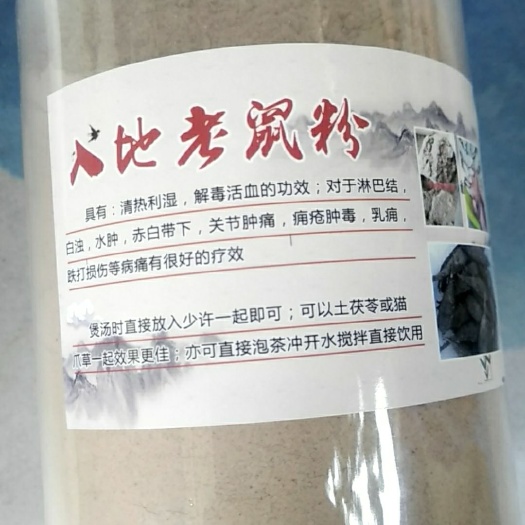 入地老鼠粉
具有：清热利湿，解毒活血的功效；对于淋巴结，
白浊，水肿，赤白带下，关节肿痛，痈疮肿毒，乳痈，
跌打损伤等病痛有很好的疗效
煲汤时直接放入少许一起即可；可以土茯苓或猫
爪草一起效果更佳；亦可直接泡茶冲开水搅拌直接饮用